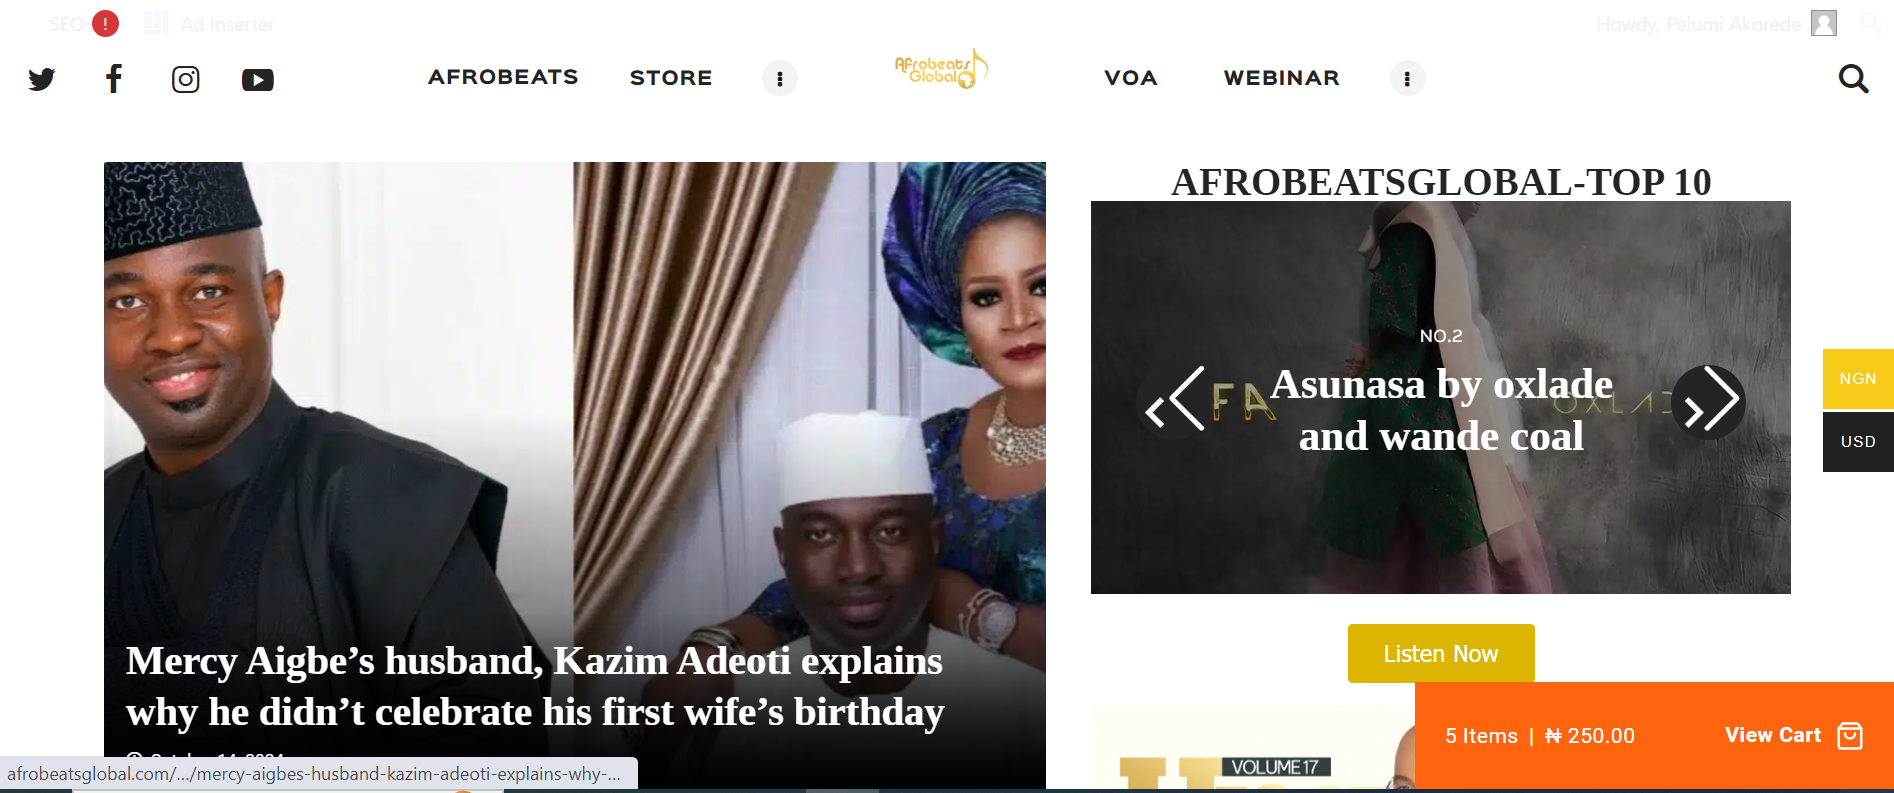 SEO
!
Ad Inserter
Howdy, Pelumi Akorede
AFROBEATS
STORE
Afrobeats
Global
VOA
WEBINAR
AFROBEATSGLOBAL-TOP 10
NO.2
FA
OXLAD
Asunasa by oxlade
and wande coal
NGN
USD
Listen Now
Mercy Aigbe’s husband, Kazim Adeoti explains
why he didn’t celebrate his first wife’s birthday
5 Items | ₦ 250.00
View Cart
VOLUME 17
afrobeatsglobal.com/.../mercy-aigbes-husband-kazim-adeoti-explains-why-...